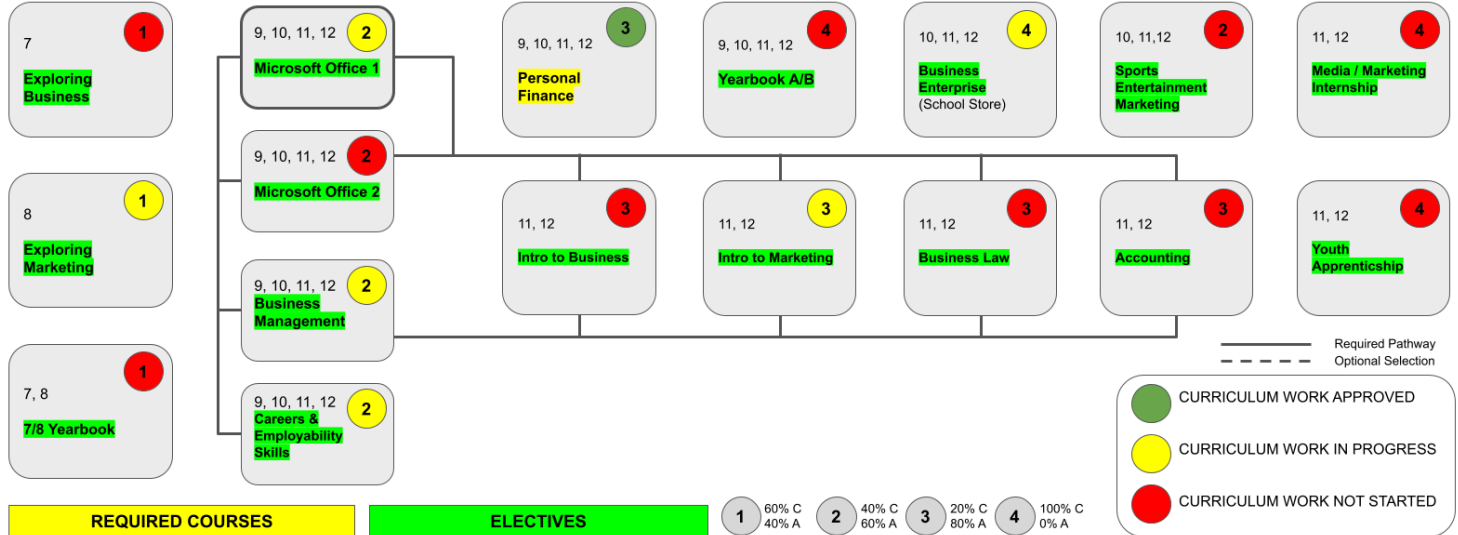 7
1
Exploring
Business
8
1
Exploring
Marketing
7, 8
1
7/8 Yearbook
9, 10, 11, 12
2
Microsoft Office 1
9, 10, 11, 12
2
Microsoft Office 2
9, 10, 11, 12
2
Business
Management
9, 10, 11, 12
2
Careers &
Employability
Skills
9, 10, 11, 12
3
Personal
Finance
9, 10, 11, 12
4
Yearbook A/B
10, 11, 12
4
Business
Enterprise
(School Store)
10, 11,12
2
Sports
Entertainment
Marketing
11, 12
4
Media / Marketing
Internship
11, 12
3
Intro to Business
11, 12
3
Intro to Marketing
11, 12
3
Business Law
11, 12
3
Accounting
11, 12
4
Youth
Apprenticship
Required Pathway
Optional Selection
CURRICULUM WORK APPROVED
CURRICULUM WORK IN PROGRESS
CURRICULUM WORK NOT STARTED
REQUIRED COURSES
ELECTIVES
1
60% C
40% A
2
40% C
60% A
3
20% C
80% A
4
100% C
0% A